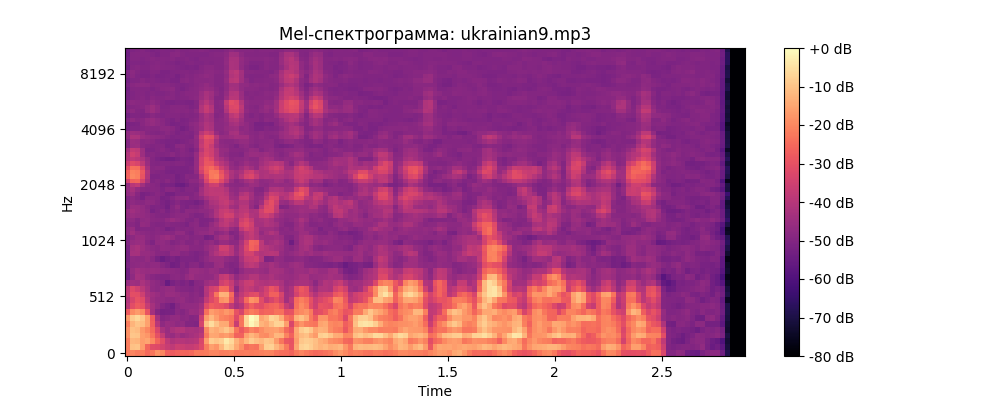 Mel-спектрограмма: ukrainian9.mp3
Hz
8192
4096
2048
1024
512
0
0
0.5
1
1.5
2
2.5
Time
+0 dB
-10 dB
-20 dB
-30 dB
-40 dB
-50 dB
-60 dB
-70 dB
-80 dB